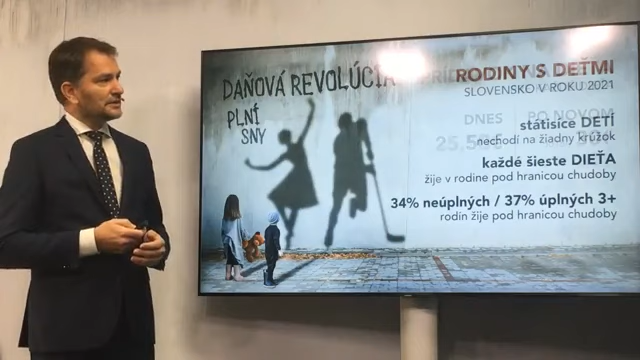 DAŇOVÁ REVOLÚCIA
PLNÍ
SNY
RODINY S DEŤMI
SLOVENSKO V ROKU 2021
DNES
PO NOVOM
státisíce DETÍ
nechodí na žiadny krúžok
každé šieste DIEŤA
žije v rodine pod hranicou chudoby
34% neúplných / 37% úplných 3+
rodín žije pod hranicou chudoby